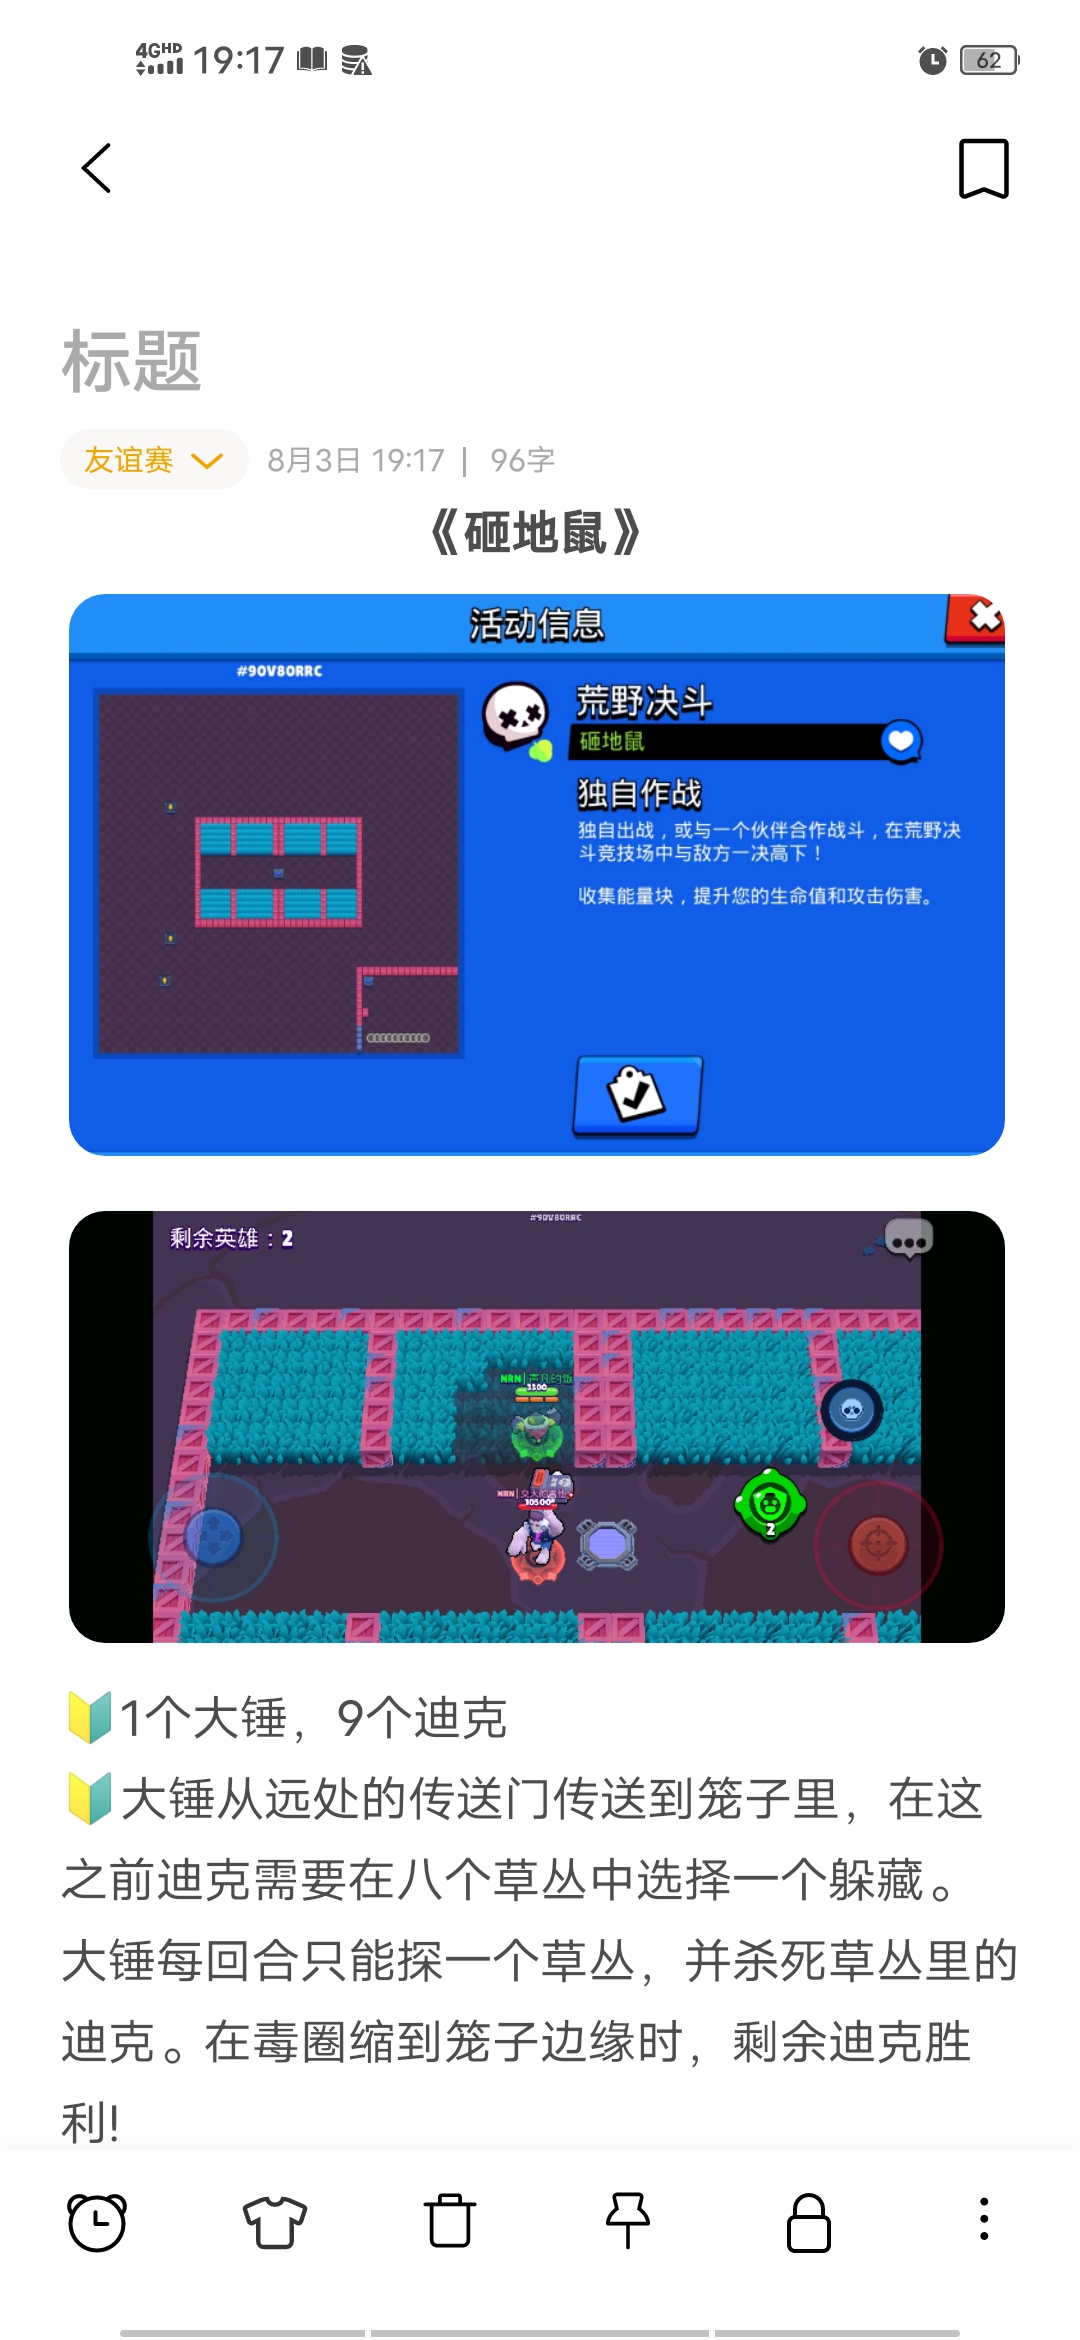 4GHD 19:17 62
标题
友谊赛 8月3日 19:17 | 96字
《砸地鼠》
活动信息
#90V80RRC
荒野决斗
砸地鼠
独自作战
独自出战，或与一个伙伴合作战斗，在荒野决
斗竞技场中与敌方一决高下！
收集能量块，提升您的生命值和攻击伤害。
#90V80RRC
剩余英雄：2
NRN
3300
NRN
10500
2
🔰1个大锤，9个迪克
🔰大锤从远处的传送门传送到笼子里，在这
之前迪克需要在八个草丛中选择一个躲藏。
大锤每回合只能探一个草丛，并杀死草丛里的
迪克。在毒圈缩到笼子边缘时，剩余迪克胜
利!